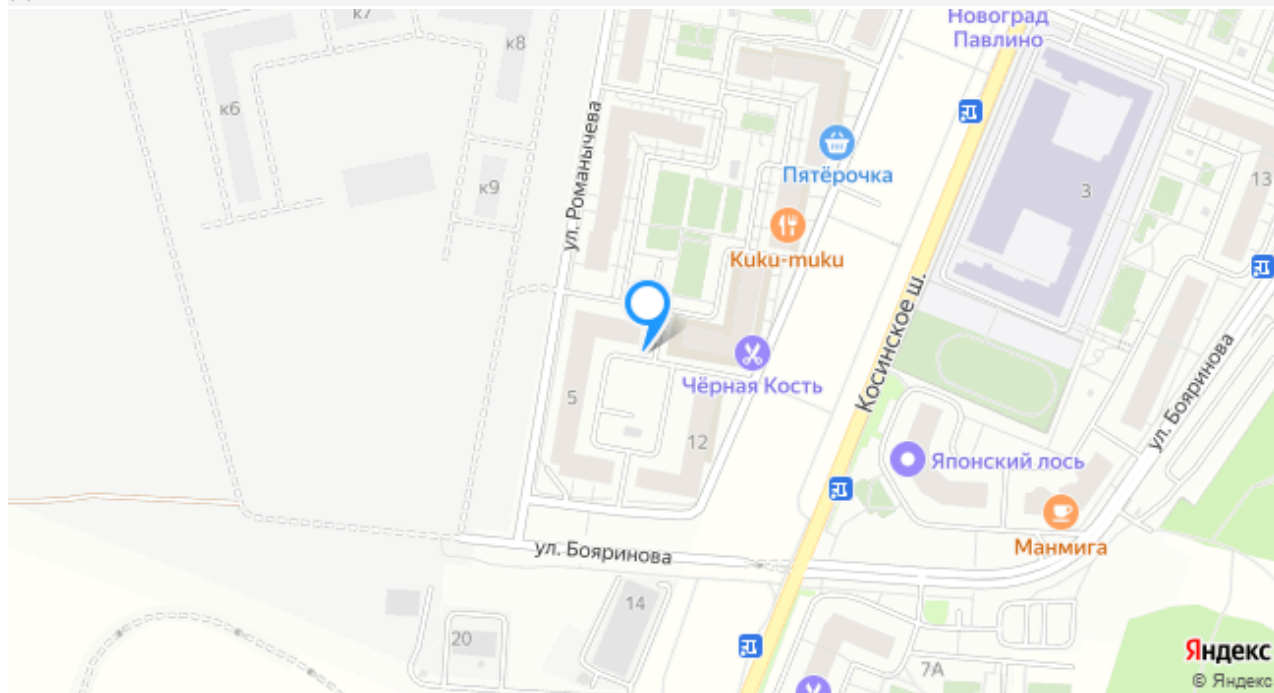 к7
к8
Новоград
Павлино
к6
ул. Романычева
Пятёрочка
3
13
к9
Kuku-muku
Косинское ш.
Чёрная Кость
5
12
ул. Бояринова
Японский лось
Манмига
ул. Бояринова
14
20
7А
Яндекс
© Яндекс